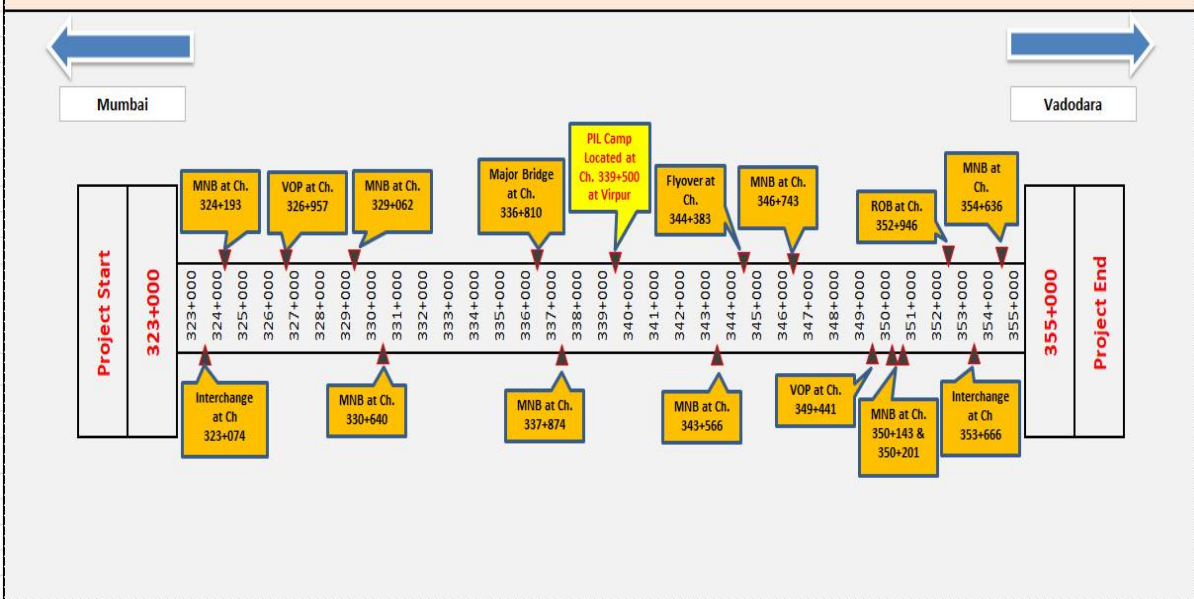 Mumbai
Vadodara
Project Start
323+000
MNB at Ch.
324+193
VOP at Ch.
326+957
MNB at Ch.
329+062
Major Bridge
at Ch.
336+810
PIL Camp
Located at
Ch. 339+500
at Virpur
Flyover at
Ch.
344+383
MNB at Ch.
346+743
ROB at Ch.
352+946
MNB at
Ch.
354+636
323+000
324+000
325+000
326+000
327+000
328+000
329+000
330+000
331+000
332+000
333+000
334+000
335+000
336+000
337+000
338+000
339+000
340+000
341+000
342+000
343+000
344+000
345+000
346+000
347+000
348+000
349+000
350+000
351+000
352+000
353+000
354+000
355+000
355+000
Project End
Interchange
at Ch
323+074
MNB at Ch.
330+640
MNB at Ch.
337+874
MNB at Ch.
343+566
VOP at Ch.
349+441
MNB at Ch.
350+143 &
350+201
Interchange
at Ch
353+666